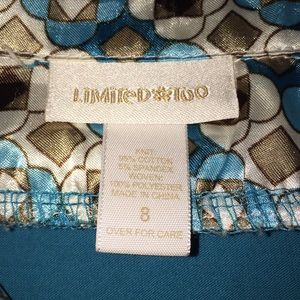 Limited*Too
KNIT:
95% COTTON
5% SPANDEX
WOVEN:
100% POLYESTER
MADE IN CHINA
8
OVER FOR CARE